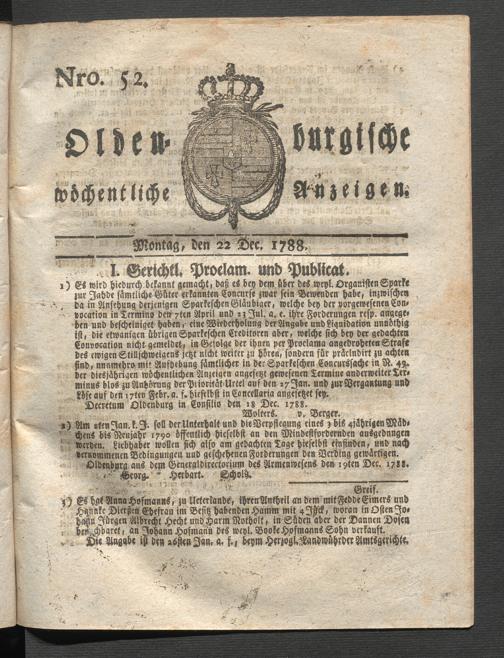 Nro. 52.
Olden- burgische
wöchentliche Anzeigen.
Montag, den 22 Dec. 1788.
I. Gerichtl. Proclam. und Publicat.
1) Es wird hiedurch bekannt gemacht, daß es bey dem über des weyl. Organisten Sparke
zur Jahde sämtliche Güter erkannten Concurse zwar sein Bewenden habe, inzwischen
da in Ansehung derjenigen Sparkeschen Gläubiger, welche bey der vorgewesenen Con-
vocation in Termino den 7ten April und 23 Jul. a. c. ihre Forderungen resp. angege-
ben und bescheiniget haben, eine Wiederholung der Angabe und Liquidation unnöthig
ist, die etwanigen übrigen Sparkeschen Creditores aber, welche sich bey der gedachten
Convocation nicht gemeldet, in Gefolge der ihnen per Proclama angedroheten Strafe
des ewigen Stillschweigens jetzt nicht weiter zu hören, sondern für präcludirt zu achten
sind, nunmehro mit Aufhebung sämtlicher in der Sparkeschen Concurssache in N. 49.
der diesjährigen wöchentlichen Anzeigen angesetzt gewesenen Termine anderweiter Ter-
minus blos zu Anhörung der Priorität-Urtel auf den 27 Jan. und zur Vergantung und
Löse auf den 17ten Febr. a. f. hieselbst in Cancellaria angesetzet sey.
Decretum Oldenburg in Consilio den 18 Dec. 1788.
Wolters. v. Berger.
2) Am 2ten Jan. k. J. soll der Unterhalt und die Verpflegung eines 3 bis 4jährigen Mäd-
chens bis Neujahr 1790 öffentlich hieselbst an den Mindestfordernden ausgedungen
werden. Liebhaber wollen sich also am gedachten Tage hieselbst einfinden, und nach
vernommenen Bedingungen und geschehenen Forderungen den Verding gewärtigen.
Oldenburg aus dem Generaldirectorium des Armenwesens den 19ten Dec. 1788.
Georg. Herbart. Scholtz.
Greif.
3) Es hat Anna Hofmanns, zu Ueterlande, ihren Antheil an dem mit Fedde Eimers und
Hannke Dierksen Ehefrau im Besitz habenden Hamm mit 4 Jück, woran in Osten Jo-
hann Jürgen Albrecht Hecht und Harm Notholt, in Süden aber der Dannen Dosen
benachbaret, an Johann Hofmann des weyl. Booke Hofmanns Sohn verkauft.
Die Angabe ist den 26sten Jan. a. f., beym Herzogl. Landwührder Amtsgerichte.